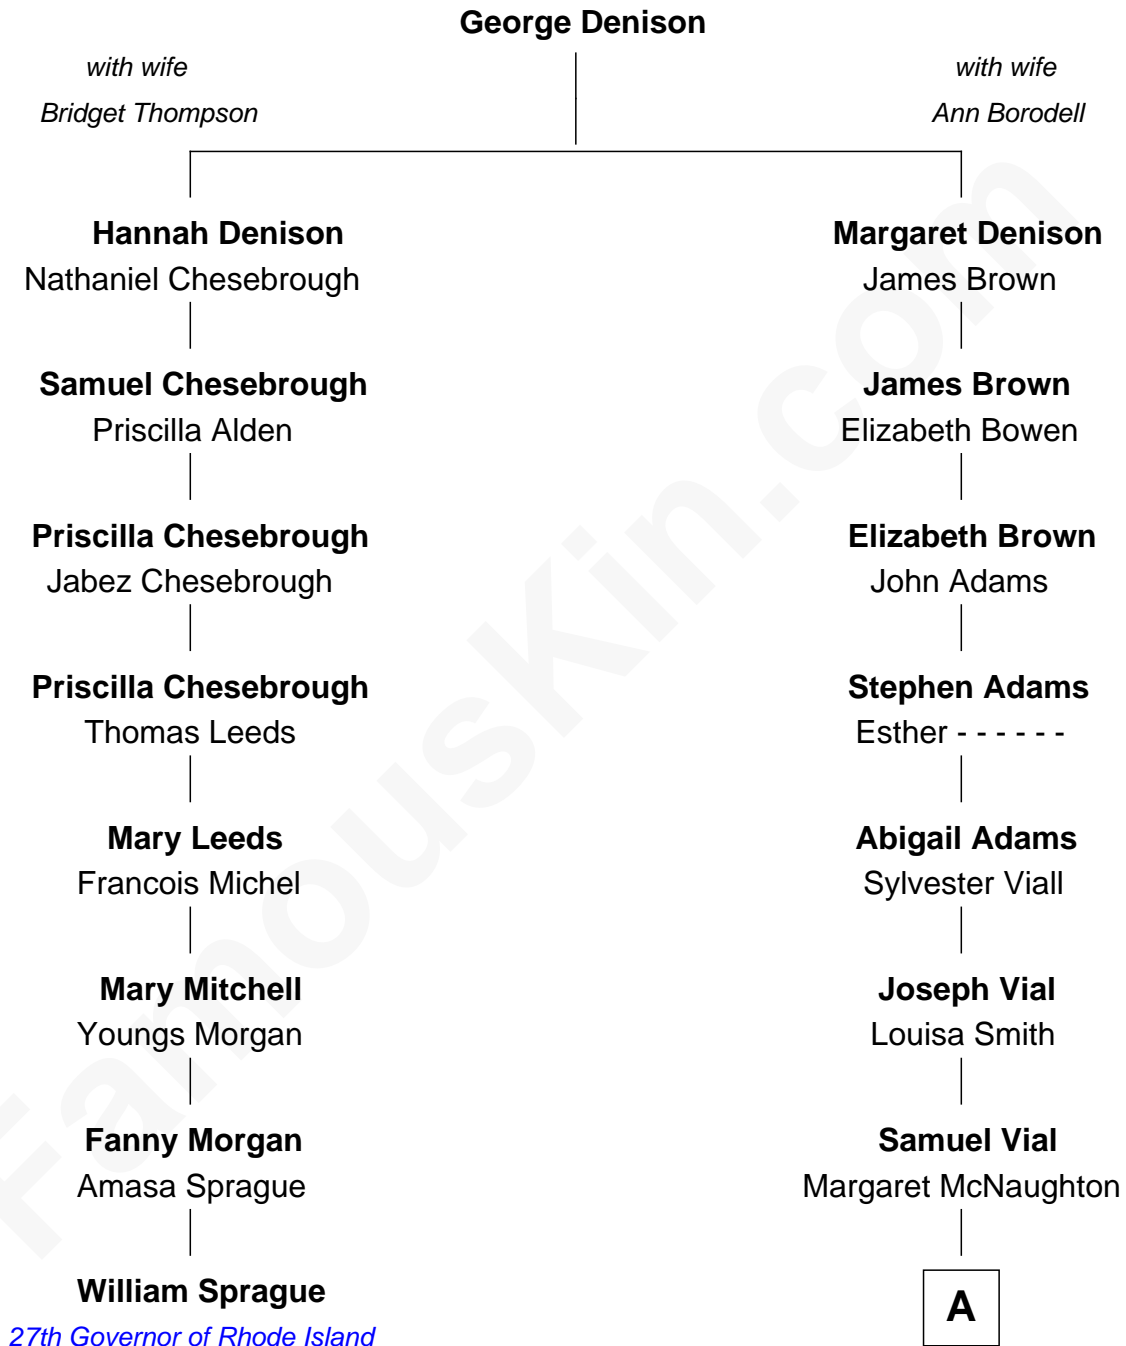 George Denison
with wife
Bridget Thompson
with wife
Ann Borodell
Hannah Denison
Nathaniel Chesebrough
Margaret Denison
James Brown
Samuel Chesebrough
Priscilla Alden
James Brown
Elizabeth Bowen
Priscilla Chesebrough
Jabez Chesebrough
Elizabeth Brown
John Adams
Priscilla Chesebrough
Thomas Leeds
Stephen Adams
Esther - - - - - -
Mary Leeds
Francois Michel
Abigail Adams
Sylvester Viall
Mary Mitchell
Youngs Morgan
Joseph Vial
Louisa Smith
Fanny Morgan
Amasa Sprague
Samuel Vial
Margaret McNaughton
William Sprague
27th Governor of Rhode Island
A
FamousKin.com